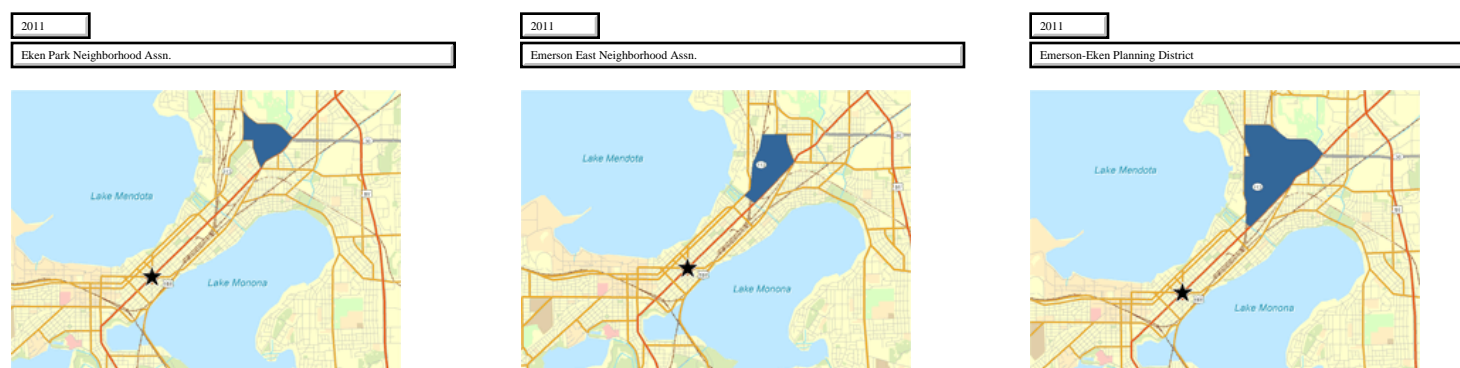 2011
Eken Park Neighborhood Assn.
Lake Mendota
Lake Monona
2011
Emerson East Neighborhood Assn.
Lake Mendota
Lake Monona
2011
Emerson-Eken Planning District
Lake Mendota
Lake Monona